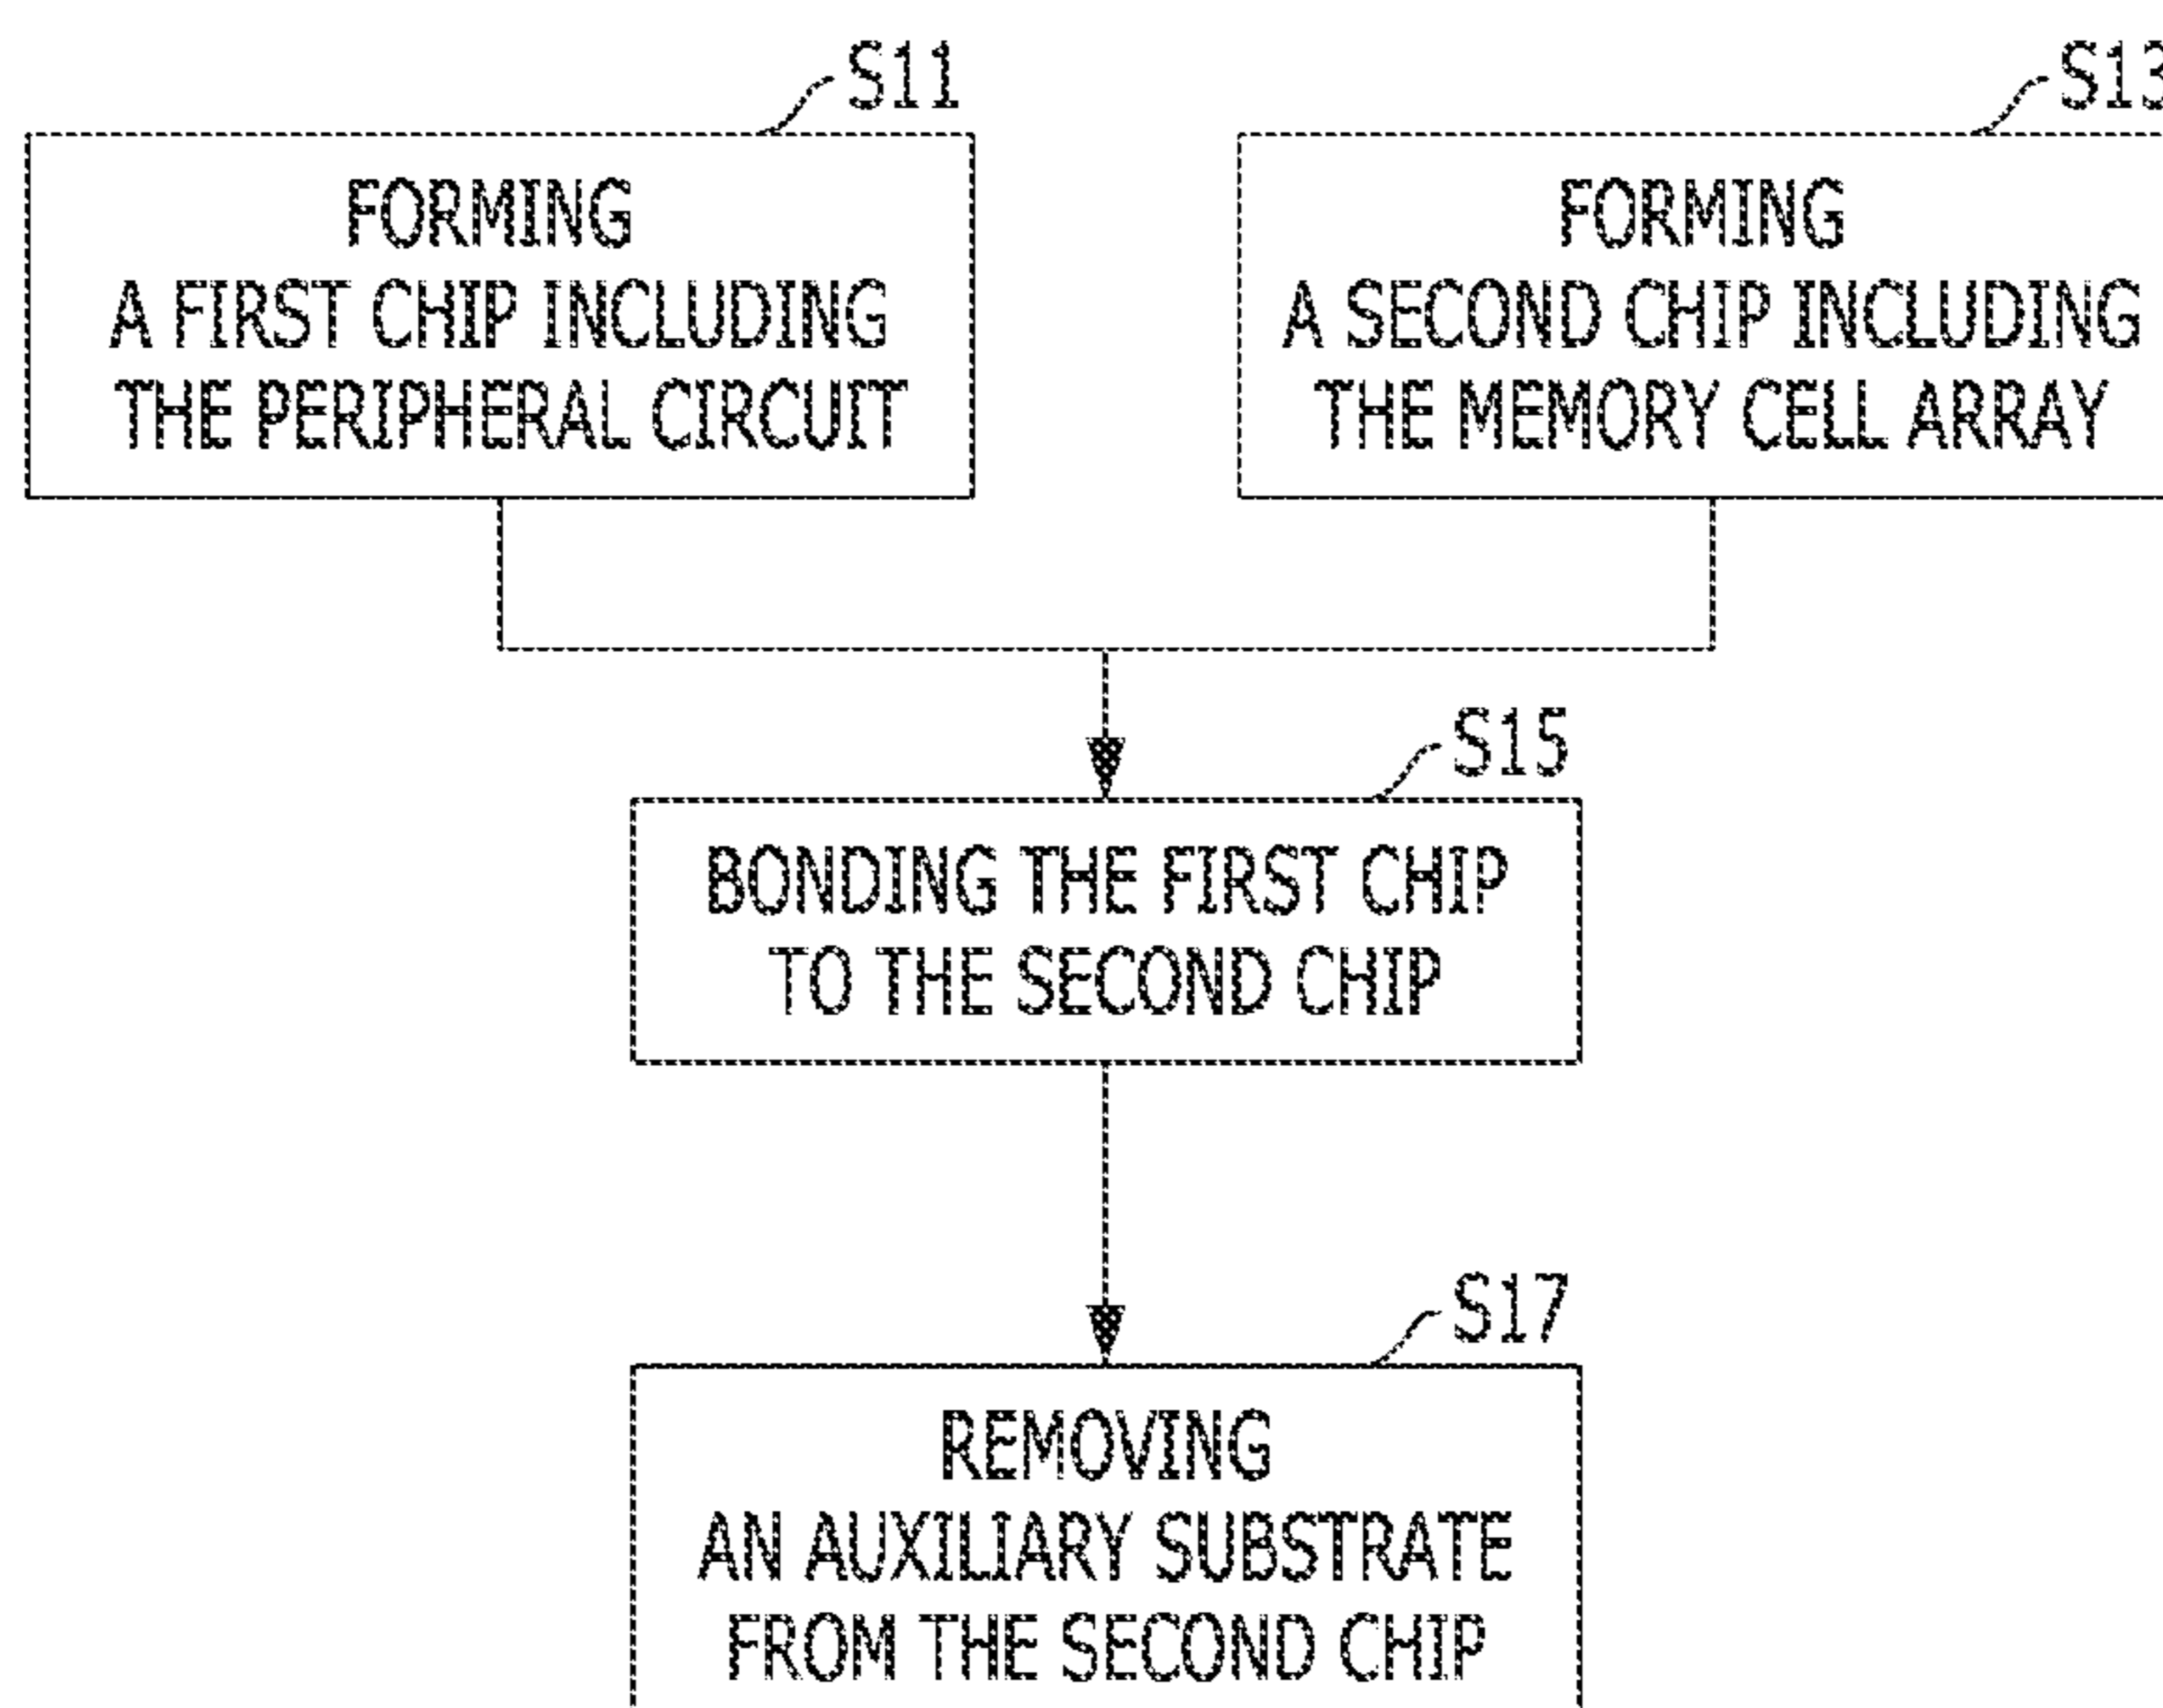 S11
FORMING
A FIRST CHIP INCLUDING
THE PERIPHERAL CIRCUIT
S13
FORMING
A SECOND CHIP INCLUDING
THE MEMORY CELL ARRAY
S15
BONDING THE FIRST CHIP
TO THE SECOND CHIP
S17
REMOVING
AN AUXILIARY SUBSTRATE
FROM THE SECOND CHIP